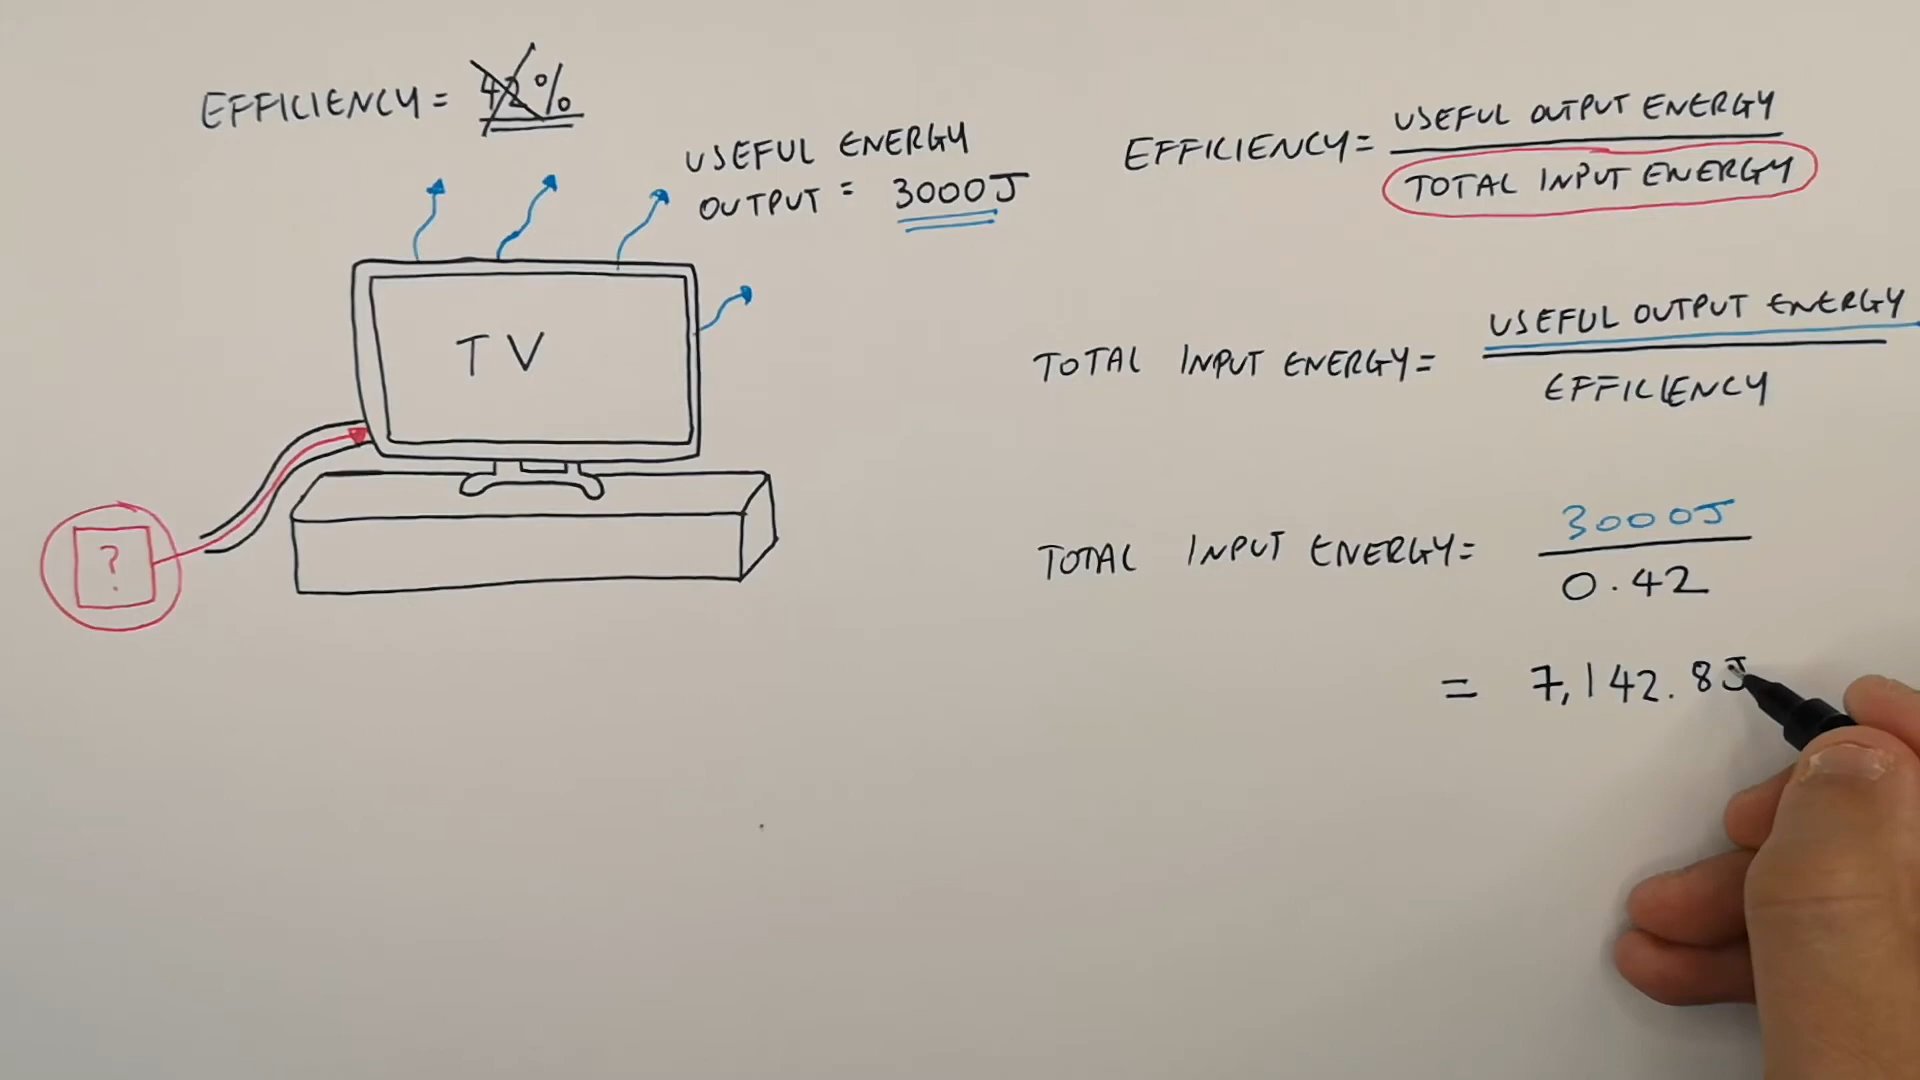 EFFICIENCY = 42%
USEFUL ENERGY
OUTPUT = 3000J
TV
?
EFFICIENCY = USEFUL OUTPUT ENERGY
TOTAL INPUT ENERGY
TOTAL INPUT ENERGY = USEFUL OUTPUT ENERGY
EFFICIENCY
TOTAL INPUT ENERGY = 3000J
0.42
= 7,142.8J